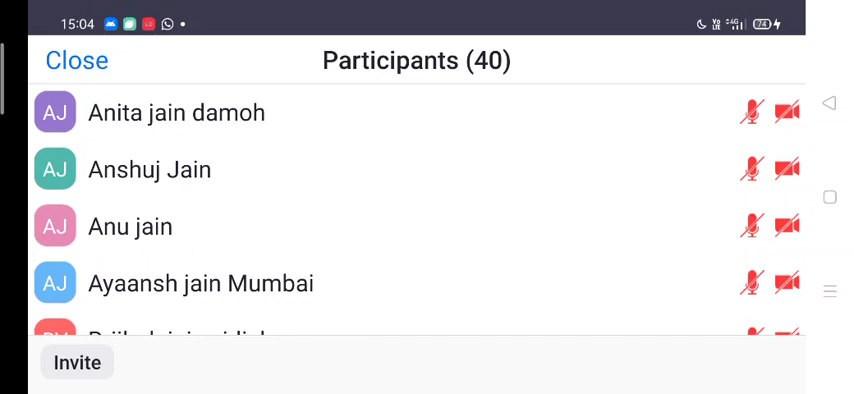 15:04
74
Close Participants (40)
AJ Anita jain damoh
AJ Anshuj Jain
AJ Anu jain
AJ Ayaansh jain Mumbai
Invite